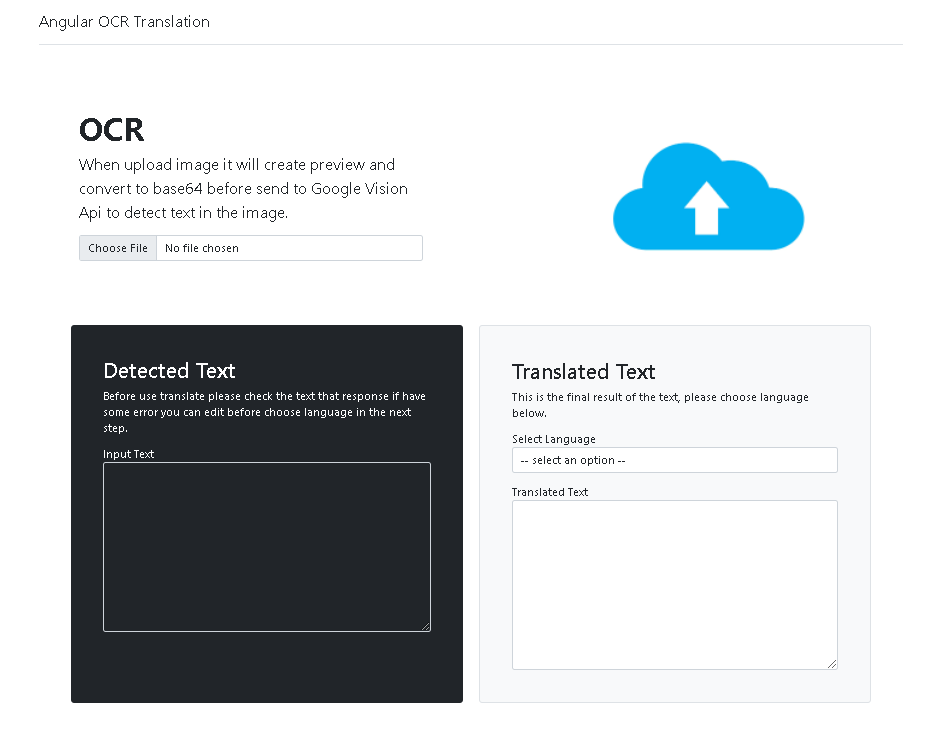 Angular OCR Translation
OCR
When upload image it will create preview and
convert to base64 before send to Google Vision
Api to detect text in the image.
Choose File No file chosen
Detected Text
Before use translate please check the text that response if have
some error you can edit before choose language in the next
step.
Input Text
Translated Text
This is the final result of the text, please choose language
below.
Select Language
-- select an option --
Translated Text